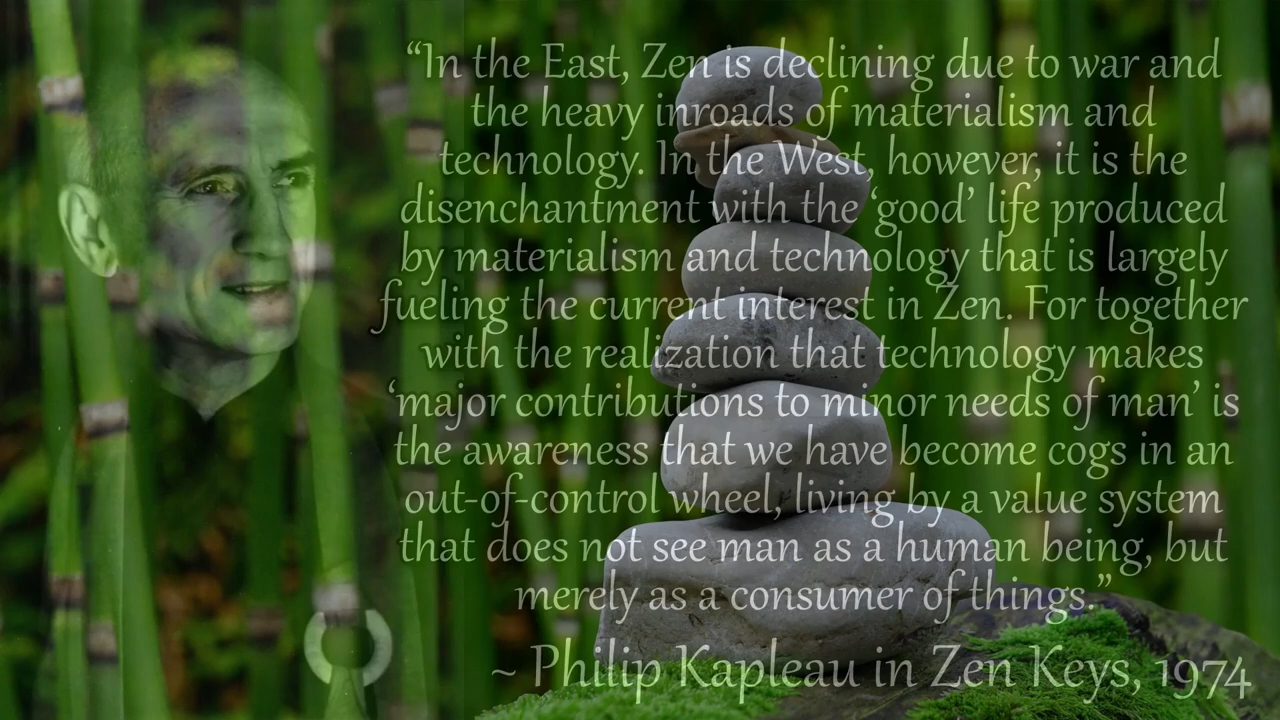 “In the East, Zen is declining due to war and
the heavy inroads of materialism and
technology. In the West, however, it is the
disenchantment with the ‘good’ life produced
by materialism and technology that is largely
fueling the current interest in Zen. For together
with the realization that technology makes
‘major contributions to minor needs of man’ is
the awareness that we have become cogs in an
out-of-control wheel, living by a value system
that does not see man as a human being, but
merely as a consumer of things.”
~ Philip Kapleau in Zen Keys, 1974